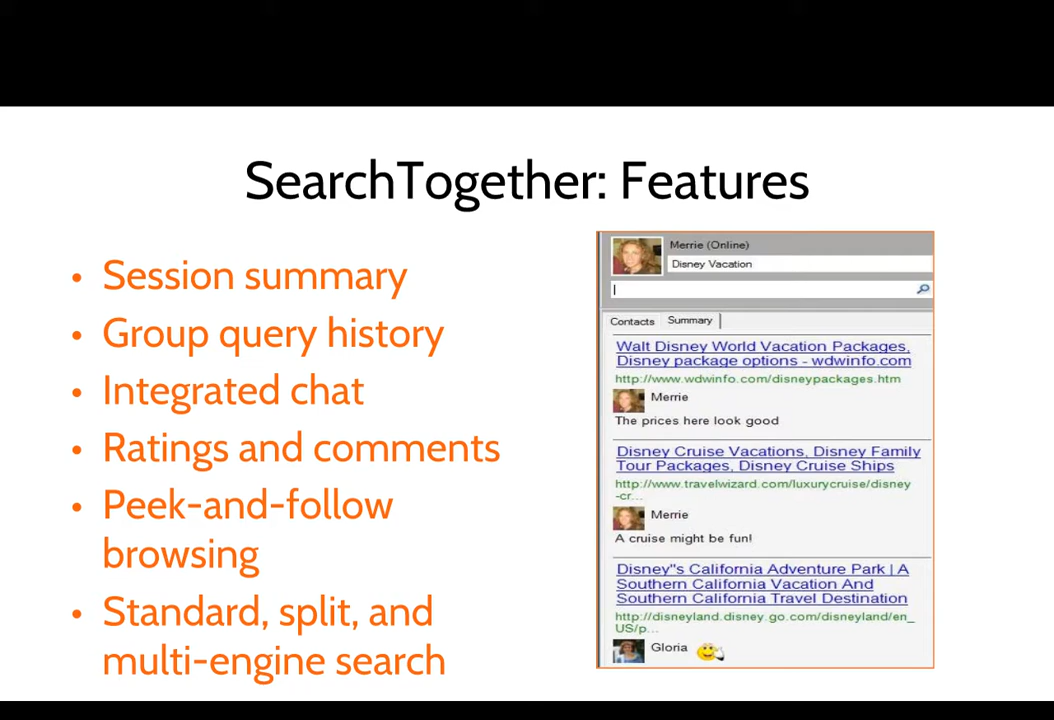 SearchTogether: Features
• Session summary
• Group query history
• Integrated chat
• Ratings and comments
• Peek-and-follow
browsing
• Standard, split, and
multi-engine search
Merrie (Online)
Disney Vacation
Contacts Summary
Walt Disney World Vacation Packages,
Disney package options - wdwinfo.com
http://www.wdwinfo.com/disneypackages.htm
Merrie
The prices here look good
Disney Cruise Vacations, Disney Family
Tour Packages, Disney Cruise Ships
http://www.travelwizard.com/luxurycruise/disney
-cr...
Merrie
A cruise might be fun!
Disney"s California Adventure Park | A
Southern California Vacation And
Southern California Travel Destination
http://disneyland.disney.go.com/disneyland/en_
US/p...
Gloria